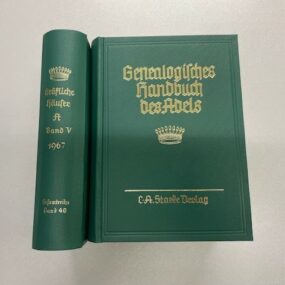 Gräfliche
Häuser
A
Band V
1967
Gesamtreihe
Band 40
Genealogisches
Handbuch
des Adels
C.A. Starke Verlag